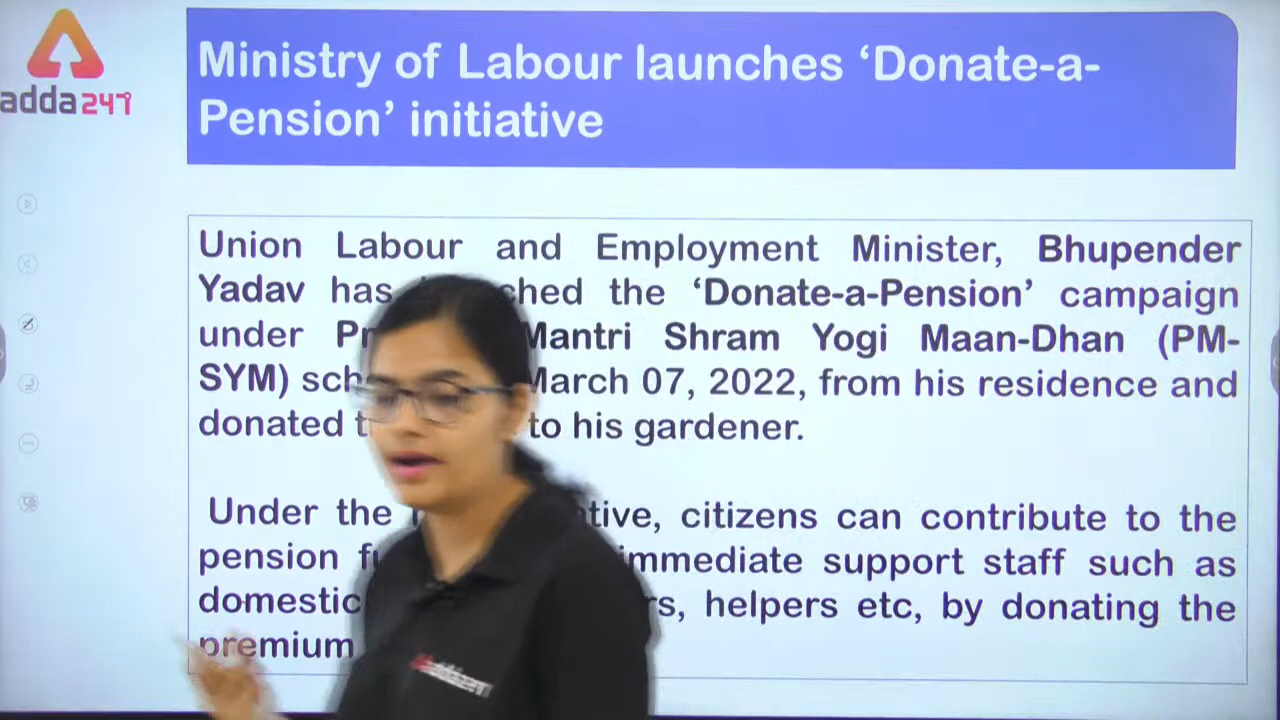 adda247
Ministry of Labour launches ‘Donate-a-
Pension’ initiative
Union Labour and Employment Minister, Bhupender
Yadav has the ‘Donate-a-Pension’ campaign
under Mantri Shram Yogi Maan-Dhan (PM-
SYM) March 07, 2022, from his residence and
donated to his gardener.
Under the citizens can contribute to the
pension immediate support staff such as
domestic helpers etc, by donating the
premium